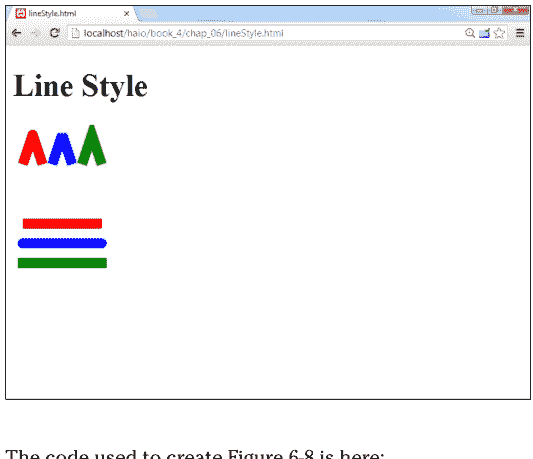 lineStyle.html
localhost/haio/book_4/chap_06/lineStyle.html
Line Style
The code used to create Figure 6-8 is here: